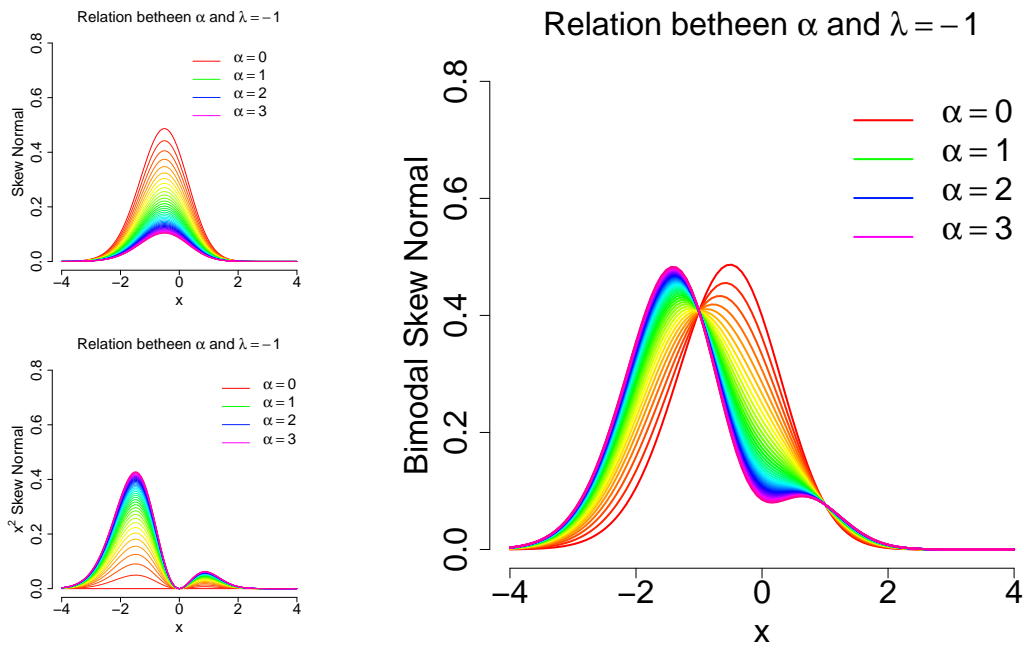 Relation betheen α and λ = −1
Skew Normal
0.0 0.2 0.4 0.6 0.8
α = 0
α = 1
α = 2
α = 3
−4 −2 0 2 4
x
Relation betheen α and λ = −1
x² Skew Normal
0.0 0.2 0.4 0.6 0.8
α = 0
α = 1
α = 2
α = 3
−4 −2 0 2 4
x
Relation betheen α and λ = −1
Bimodal Skew Normal
0.0 0.2 0.4 0.6 0.8
α = 0
α = 1
α = 2
α = 3
−4 −2 0 2 4
x